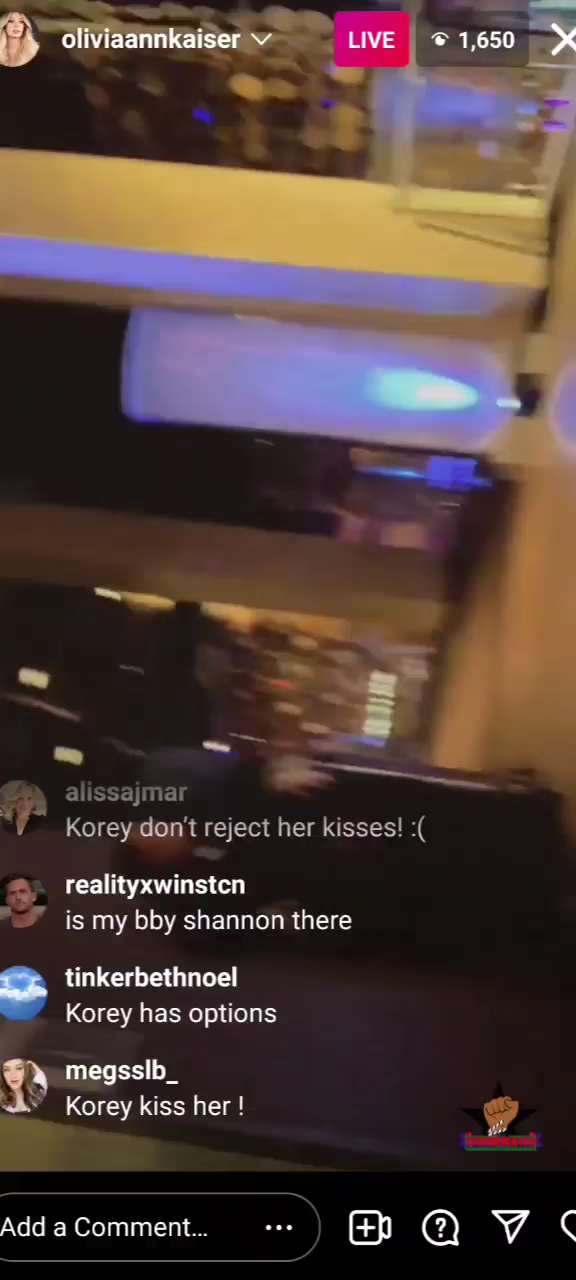 oliviaannkaiser
LIVE
1,650
alissajmar
Korey don't reject her kisses! :(
realityxwinstcn
is my bby shannon there
tinkerbethnoel
Korey has options
megsslb_
Korey kiss her !
Add a Comment...